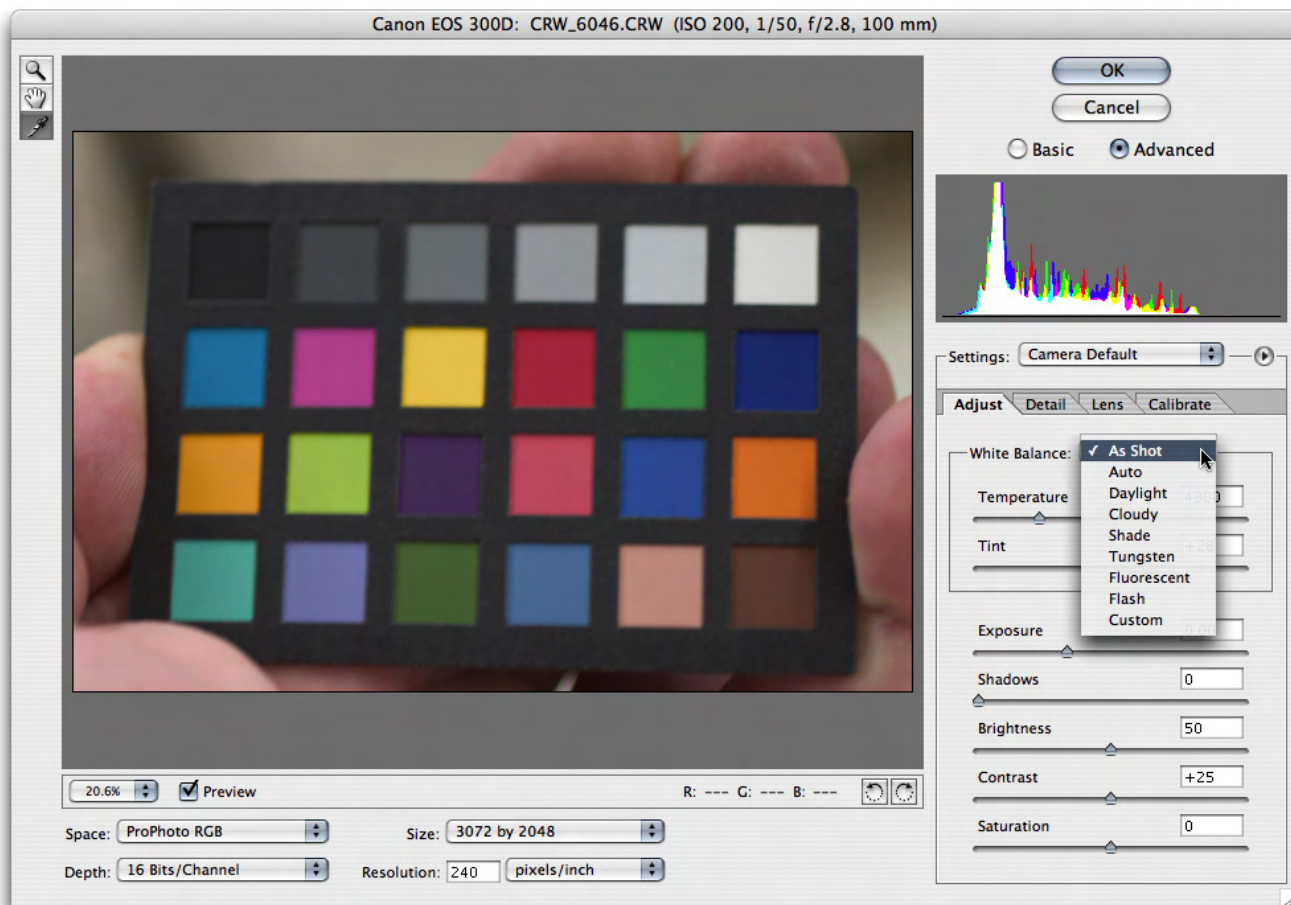 Canon EOS 300D:  CRW_6046.CRW  (ISO 200, 1/50, f/2.8, 100 mm)
OK
Cancel
Basic
Advanced
Settings: Camera Default
Adjust Detail Lens Calibrate
White Balance: ✓ As Shot
Auto
Daylight
Cloudy
Shade
Tungsten
Fluorescent
Flash
Custom
Temperature
Tint
Exposure
Shadows 0
Brightness 50
Contrast +25
Saturation 0
20.6% Preview R: --- G: --- B: ---
Space: ProPhoto RGB Size: 3072 by 2048
Depth: 16 Bits/Channel Resolution: 240 pixels/inch